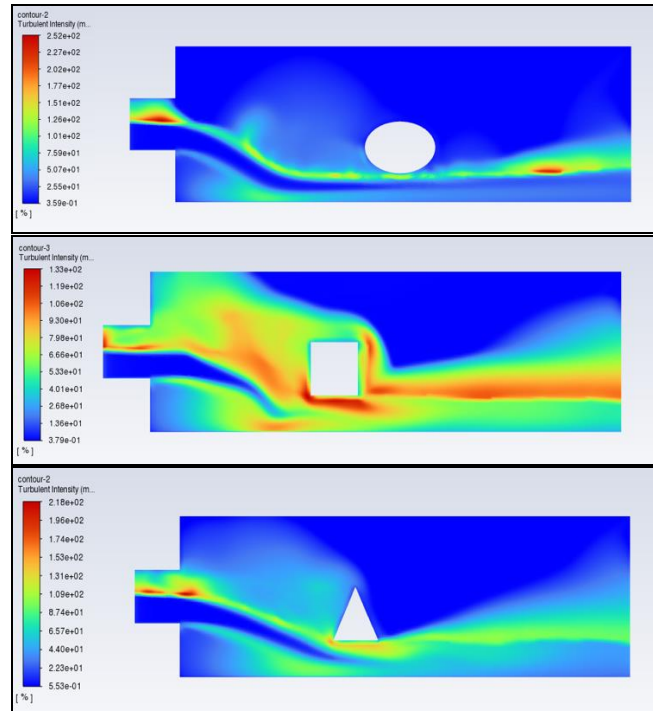 contour-2
Turbulent Intensity (m...
2.52e+02
2.27e+02
2.02e+02
1.77e+02
1.51e+02
1.26e+02
1.01e+02
7.59e+01
5.07e+01
2.55e+01
3.59e-01
[ % ]
contour-3
Turbulent Intensity (m...
1.33e+02
1.19e+02
1.06e+02
9.30e+01
7.98e+01
6.66e+01
5.33e+01
4.01e+01
2.68e+01
1.36e+01
3.79e-01
[ % ]
contour-2
Turbulent Intensity (m...
2.18e+02
1.96e+02
1.74e+02
1.53e+02
1.31e+02
1.09e+02
8.74e+01
6.57e+01
4.40e+01
2.23e+01
5.53e-01
[ % ]